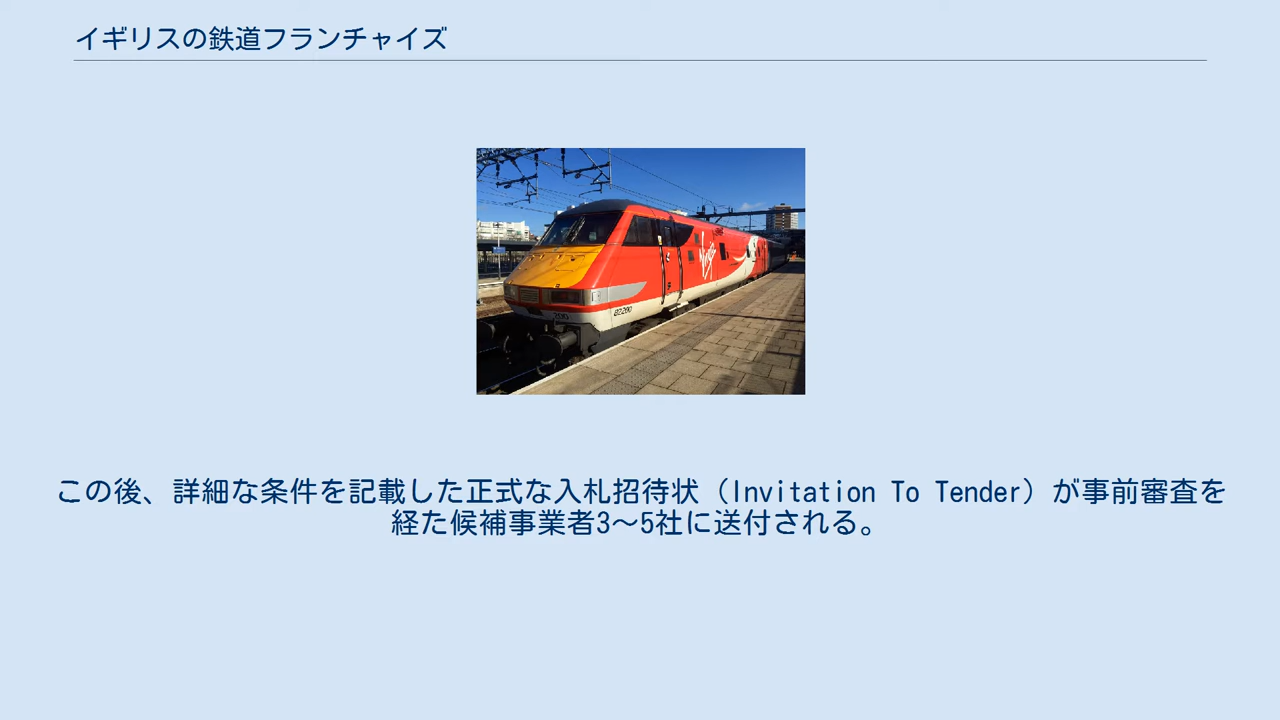 イギリスの鉄道フランチャイズ
Virgin
200
82200
この後、詳細な条件を記載した正式な入札招待状（Invitation To Tender）が事前審査を
経た候補事業者3～5社に送付される。